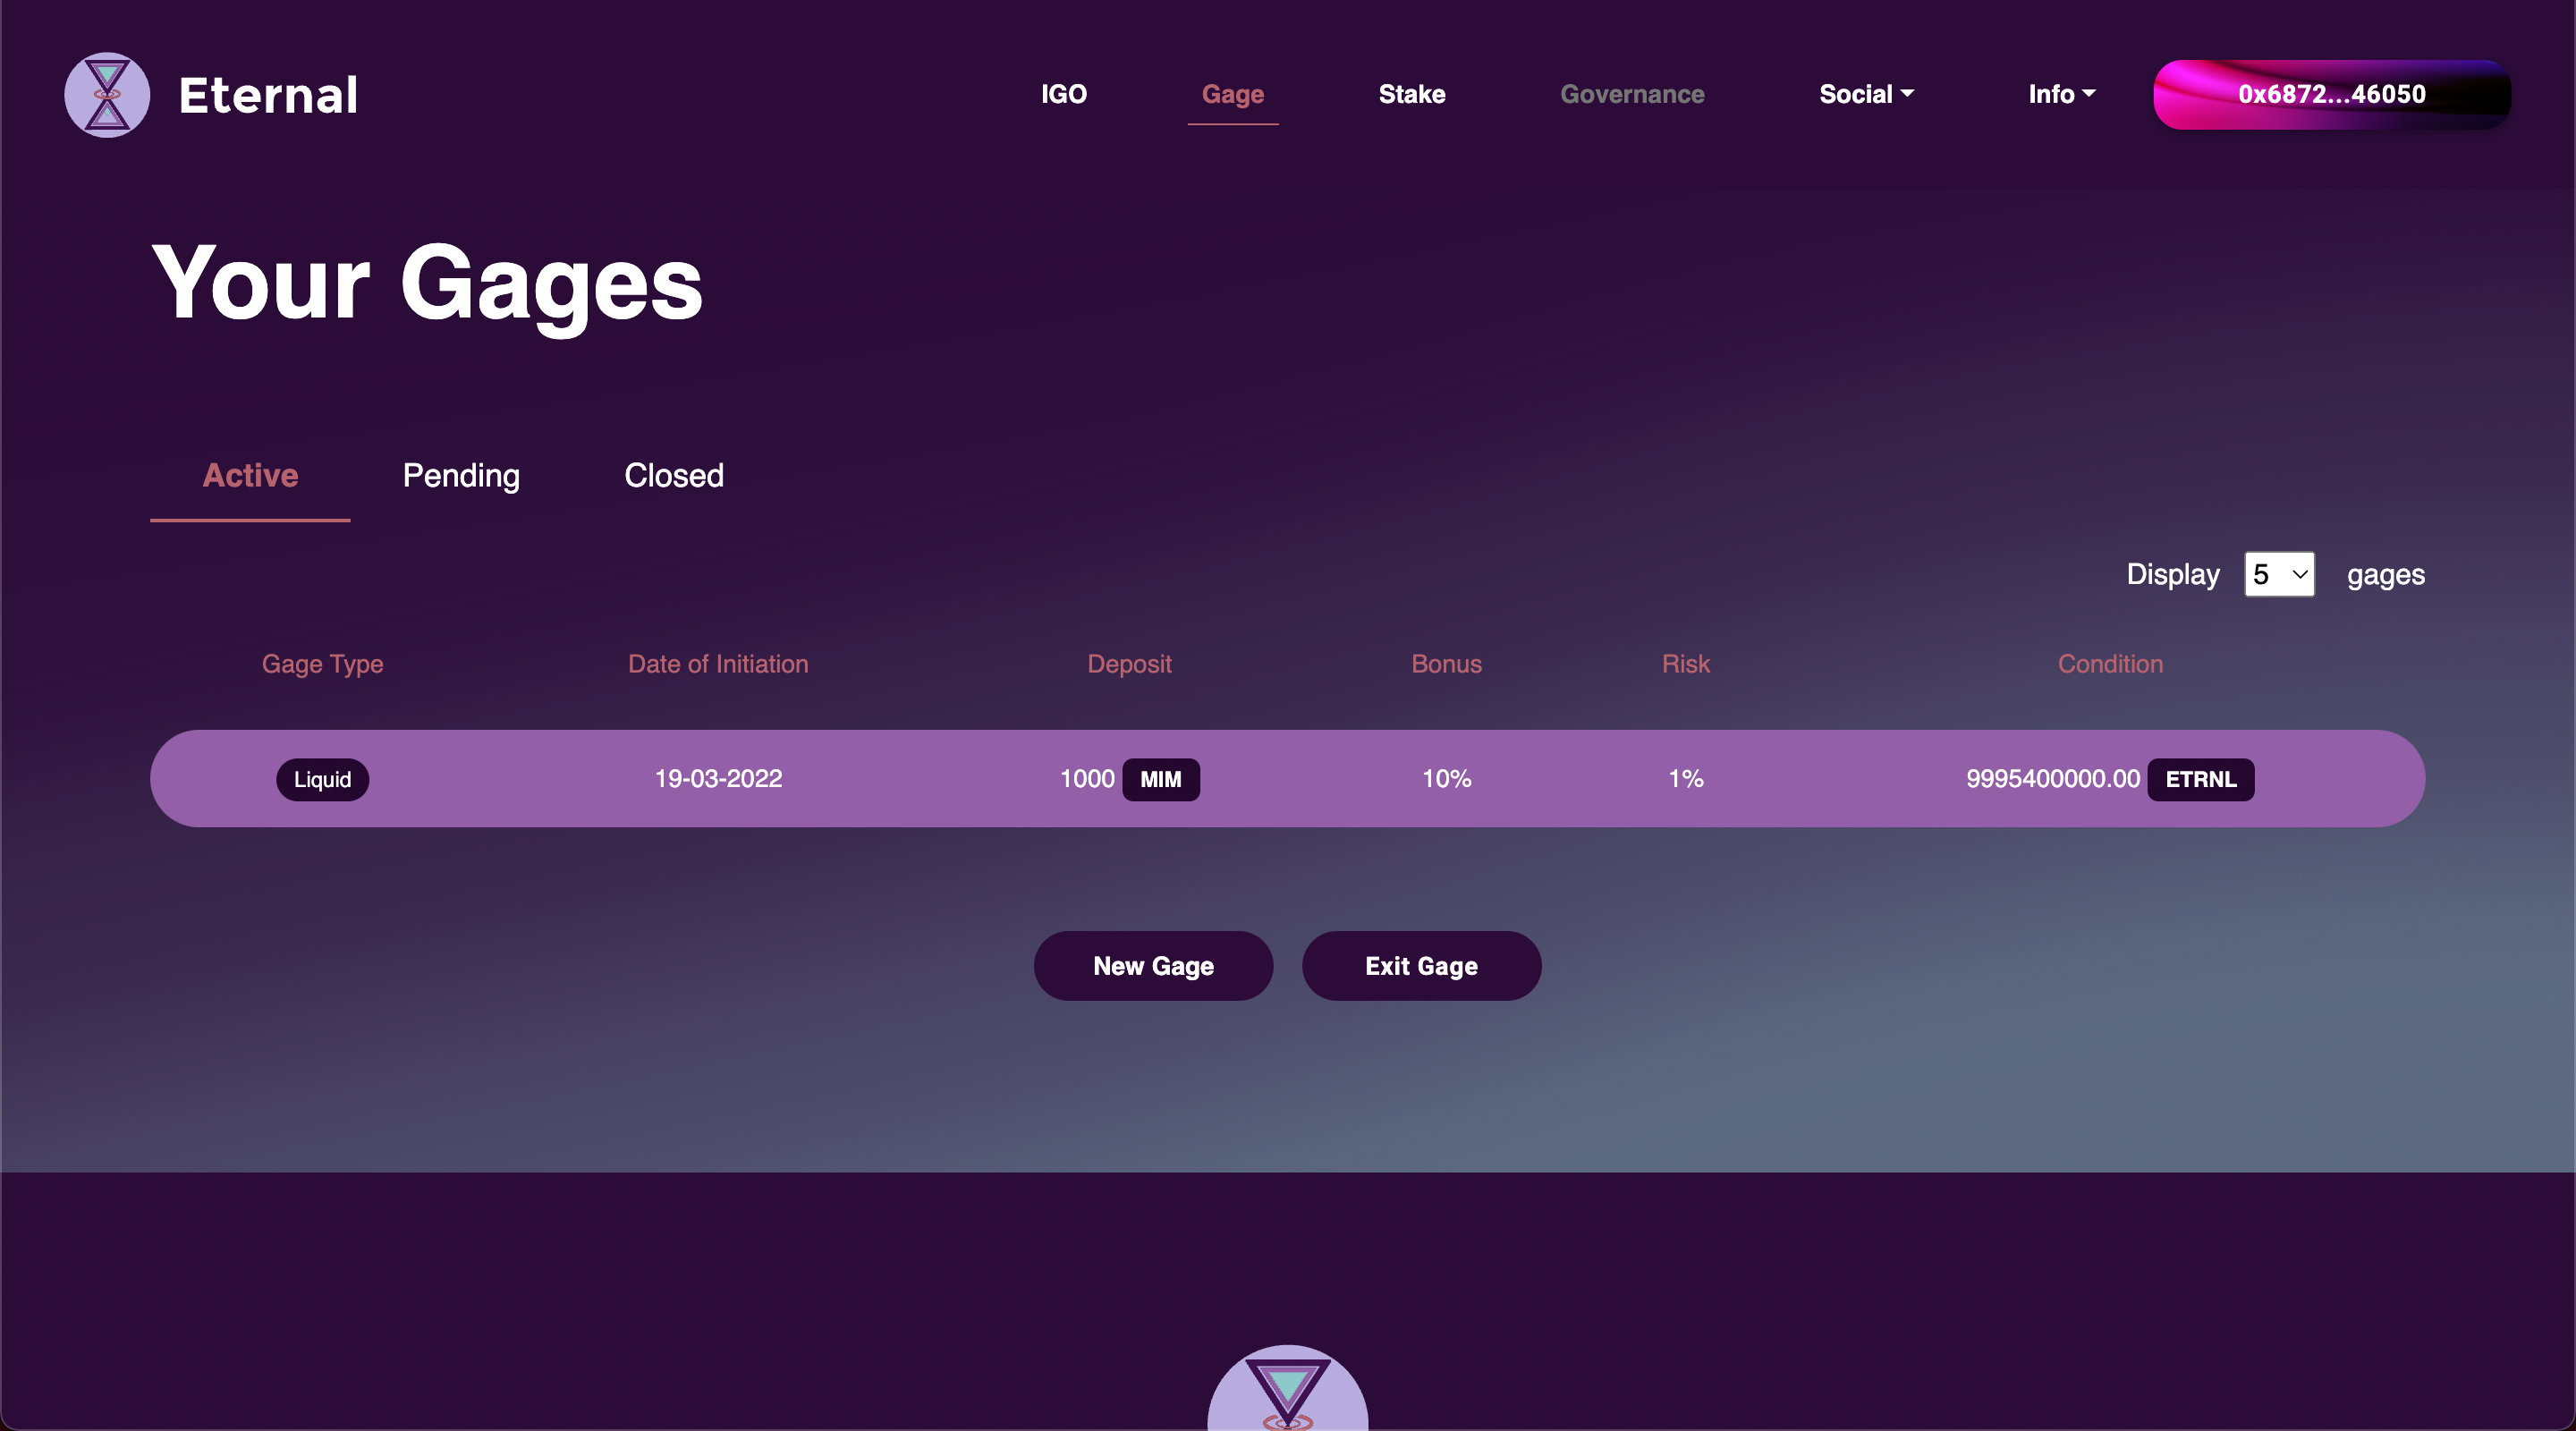 Eternal
IGO Gage Stake Governance Social Info 0x6872...46050
Your Gages
Active Pending Closed
Display 5 gages
Gage Type Date of Initiation Deposit Bonus Risk Condition
Liquid 19-03-2022 1000 MIM 10% 1% 9995400000.00 ETRNL
New Gage Exit Gage